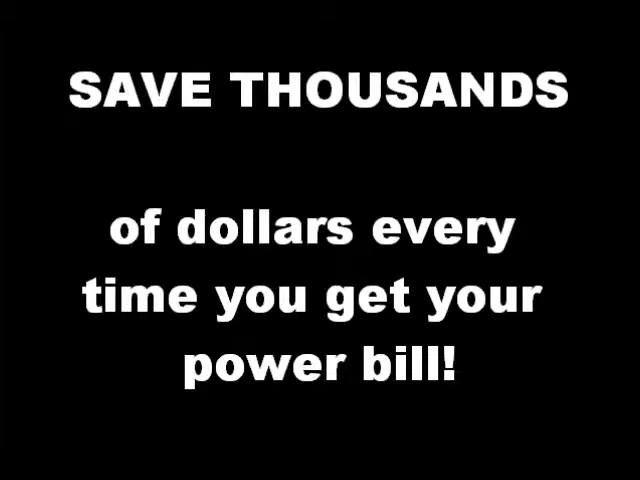 SAVE THOUSANDS
of dollars every
time you get your
power bill!